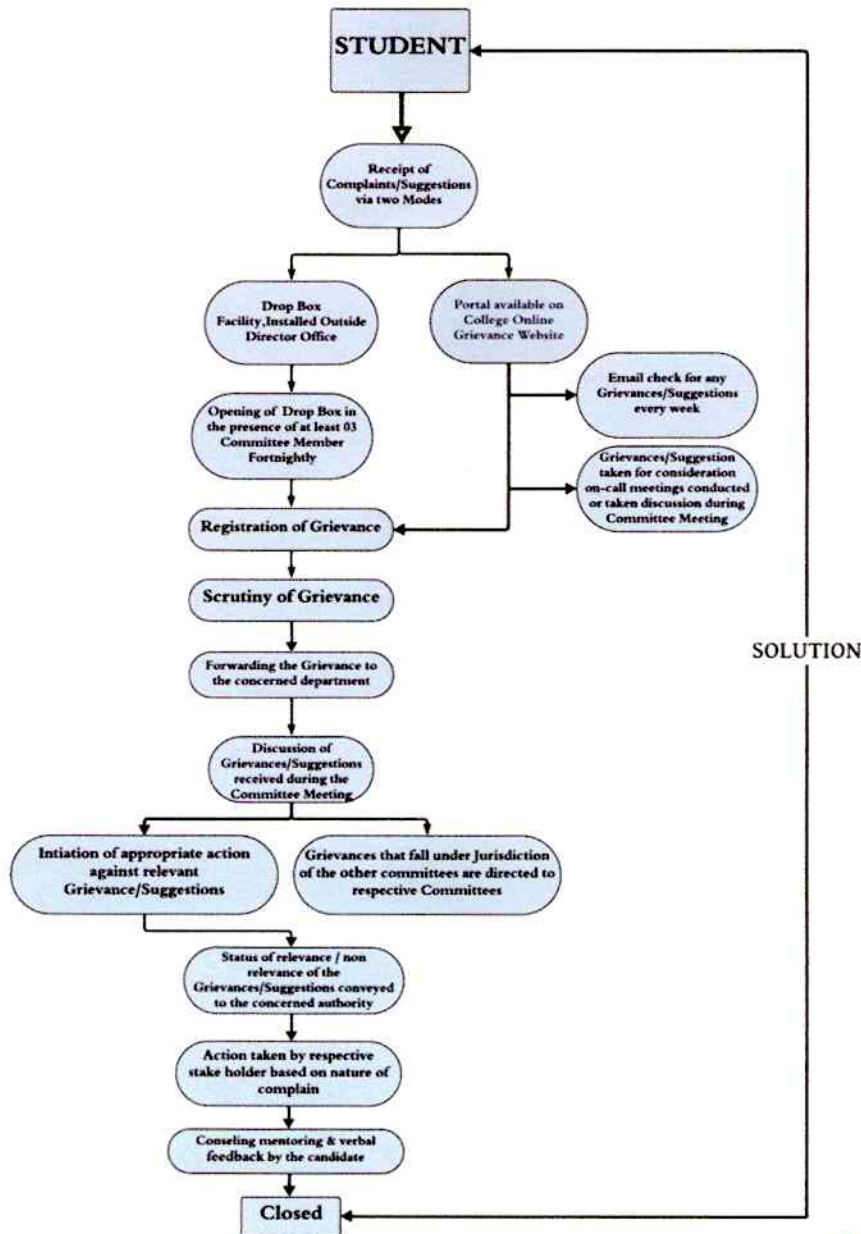 STUDENT
Receipt of
Complaints/Suggestions
via two Modes
Drop Box
Facility,Installed Outside
Director Office
Portal available on
College Online
Grievance Website
Email check for any
Grievances/Suggestions
every week
Opening of Drop Box in
the presence of at least 03
Committee Member
Fortnightly
Grievances/Suggestion
taken for consideration
on-call meetings conducted
or taken discussion during
Committee Meeting
Registration of Grievance
Scrutiny of Grievance
SOLUTION
Forwarding the Grievance to
the concerned department
Discussion of
Grievances/Suggestions
received during the
Committee Meeting
Intiation of appropriate action
against relevant
Grievance/Suggestions
Grievances that fall under Jurisdiction
of the other committees are directed to
respective Committees
Status of relevance / non
relevance of the
Grievances/Suggestions conveyed
to the concerned authority
Action taken by respective
stake holder based on nature of
complain
Conseling mentoring & verbal
feedback by the candidate
Closed